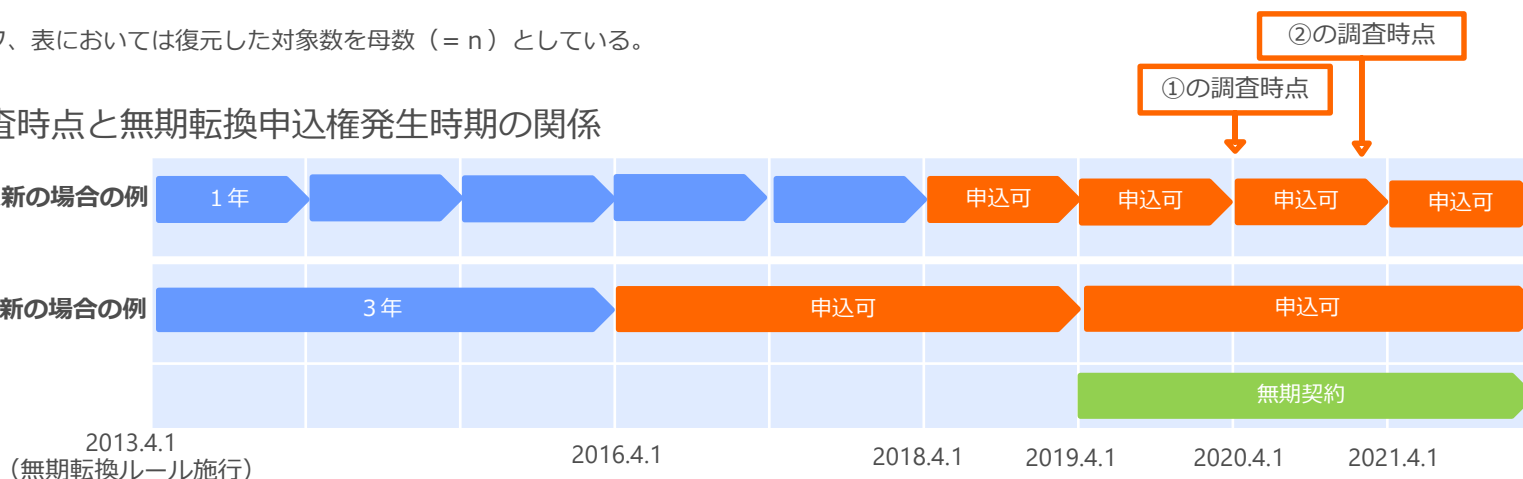 、表においては復元した対象数を母数（= n）としている。
②の調査時点
①の調査時点
査時点と無期転換申込権発生時期の関係
新の場合の例
１年
申込可
申込可
申込可
申込可
新の場合の例
３年
申込可
申込可
無期契約
2013.4.1
（無期転換ルール施行）
2016.4.1
2018.4.1
2019.4.1
2020.4.1
2021.4.1